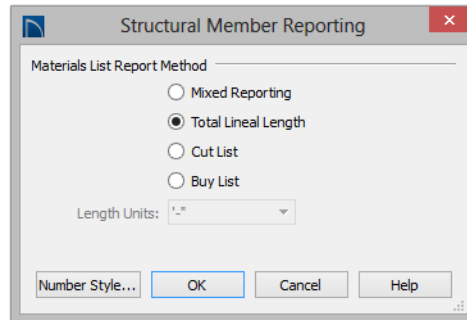 Structural Member Reporting
Materials List Report Method
Mixed Reporting
Total Lineal Length
Cut List
Buy List
Length Units: '-"
Number Style... OK Cancel Help